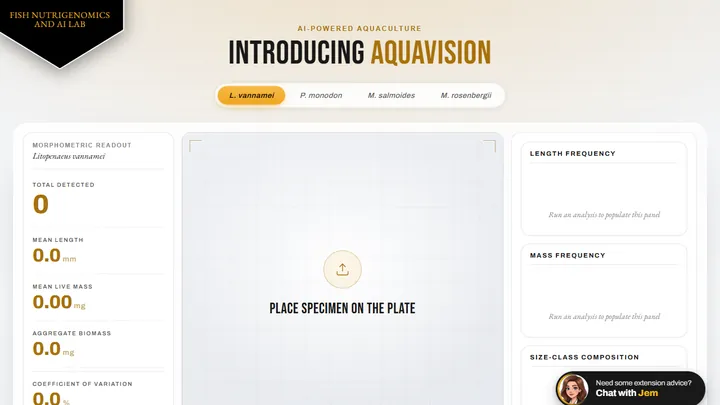 FISH NUTRIGENOMICS
AND AI LAB
AI-POWERED AQUACULTURE
INTRODUCING AQUAVISION
L. vannamei
P. monodon
M. salmoides
M. rosenbergii
MORPHOMETRIC READOUT
Litopenaeus vannamei
TOTAL DETECTED
0
MEAN LENGTH
0.0 mm
MEAN LIVE MASS
0.00 mg
AGGREGATE BIOMASS
0.0 mg
COEFFICIENT OF VARIATION
0.0 %
PLACE SPECIMEN ON THE PLATE
LENGTH FREQUENCY
Run an analysis to populate this panel
MASS FREQUENCY
Run an analysis to populate this panel
SIZE-CLASS COMPOSITION
Need some extension advice?
Chat with Jem